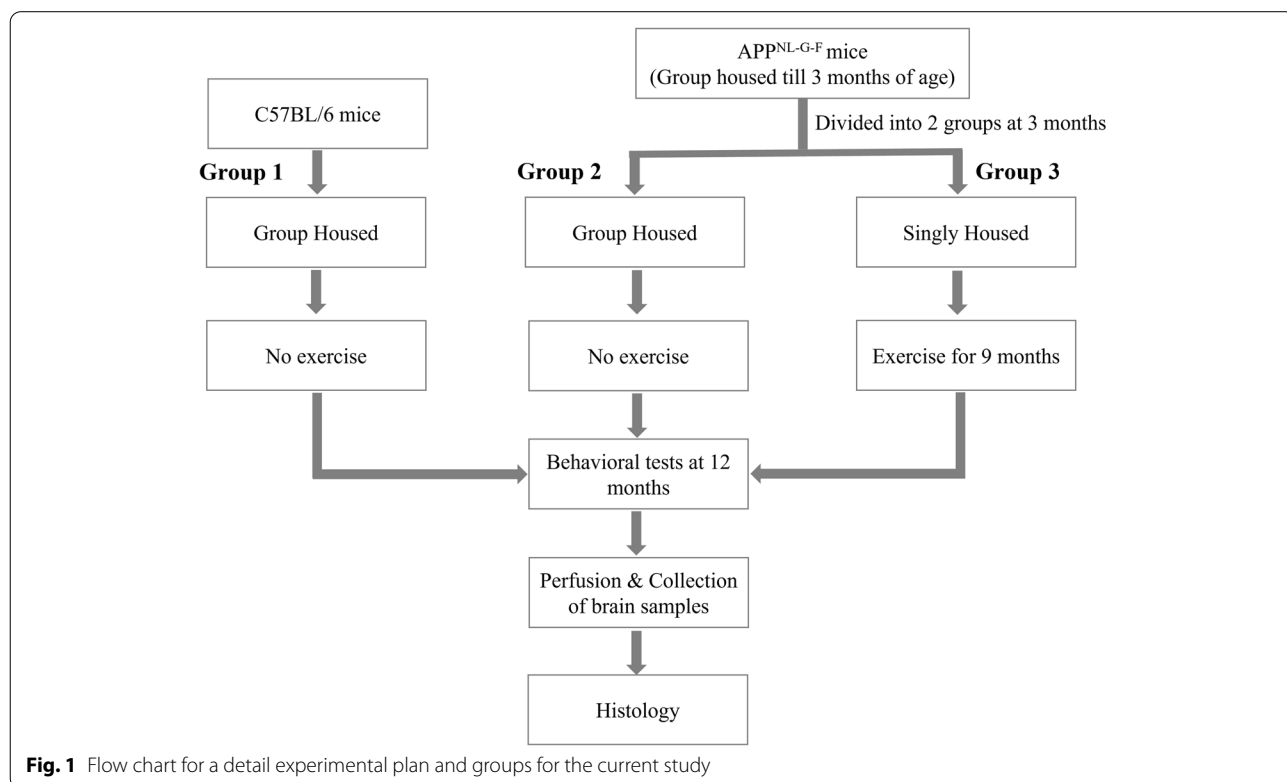 APPNL-G-F mice
(Group housed till 3 months of age)
C57BL/6 mice
Divided into 2 groups at 3 months
Group 1
Group 2
Group 3
Group Housed
Group Housed
Singly Housed
No exercise
No exercise
Exercise for 9 months
Behavioral tests at 12
months
Perfusion & Collection
of brain samples
Histology
Fig. 1 Flow chart for a detail experimental plan and groups for the current study